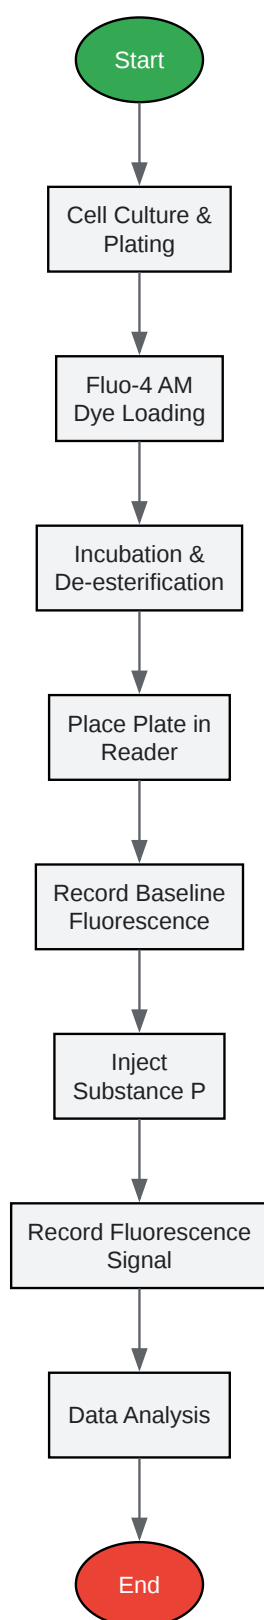 Start
Cell Culture &
Plating
Fluo-4 AM
Dye Loading
Incubation &
De-esterification
Place Plate in
Reader
Record Baseline
Fluorescence
Inject
Substance P
Record Fluorescence
Signal
Data Analysis
End